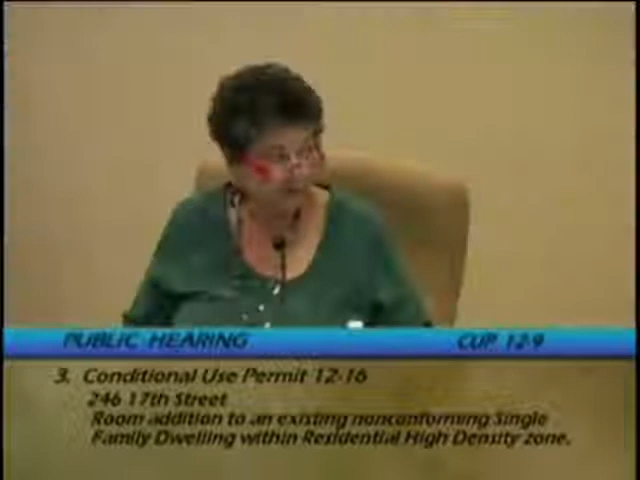 PUBLIC HEARING CUP 12-9
3. Conditional Use Permit 12-16
246 17th Street
Room addition to an existing nonconforming Single
Family Dwelling within Residential High Density zone.